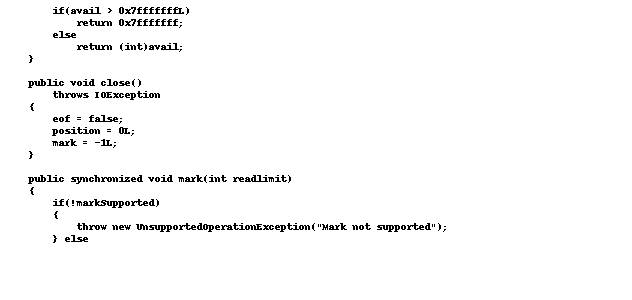 if(avail > 0x7fffffffL)
return 0x7fffffff;
else
return (int)avail;
}
public void close()
throws IOException
{
eof = false;
position = 0L;
mark = -1L;
}
public synchronized void mark(int readlimit)
{
if(!markSupported)
{
throw new UnsupportedOperationException("Mark not supported");
} else